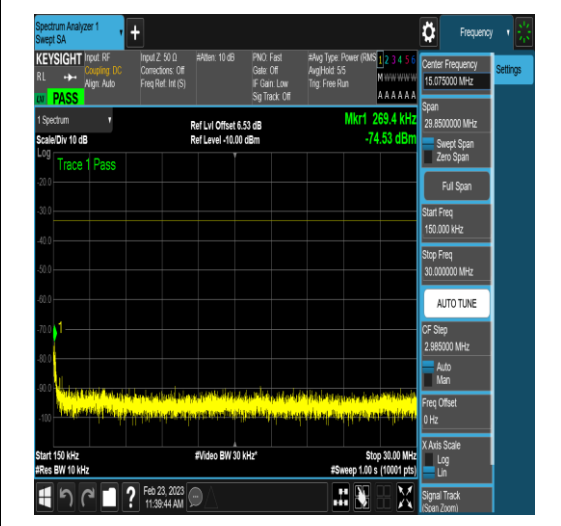 Spectrum Analyzer 1
Swept SA
Frequency
KEYSIGHT
RL
PASS
Input: RF
Coupling: DC
Align: Auto
Input Z: 50 Ω
Corrections: Off
Freq Ref: Int (S)
#Atten: 10 dB
PNO: Fast
Gate: Off
IF Gain: Low
Sig Track: Off
#Avg Type: Power (RMS
Avg|Hold: 5/5
Trig: Free Run
1 2 3 4 5 6
M W W W W W
A A A A A A
1 Spectrum
Scale/Div 10 dB
Ref Lvl Offset 6.53 dB
Ref Level -10.00 dBm
Mkr1 269.4 kHz
-74.53 dBm
Log
Trace 1 Pass
-20.0
-30.0
-40.0
-50.0
-60.0
-70.0
1
-80.0
-90.0
-100
Start 150 kHz
#Res BW 10 kHz
#Video BW 30 kHz*
Stop 30.00 MHz
#Sweep 1.00 s (10001 pts)
Feb 23, 2023
11:39:44 AM
?
Center Frequency
15.075000 MHz
Settings
Span
29.8500000 MHz
Swept Span
Zero Span
Full Span
Start Freq
150.000 kHz
Stop Freq
30.000000 MHz
AUTO TUNE
CF Step
2.985000 MHz
Auto
Man
Freq Offset
0 Hz
X Axis Scale
Log
Lin
Signal Track
(Span Zoom)